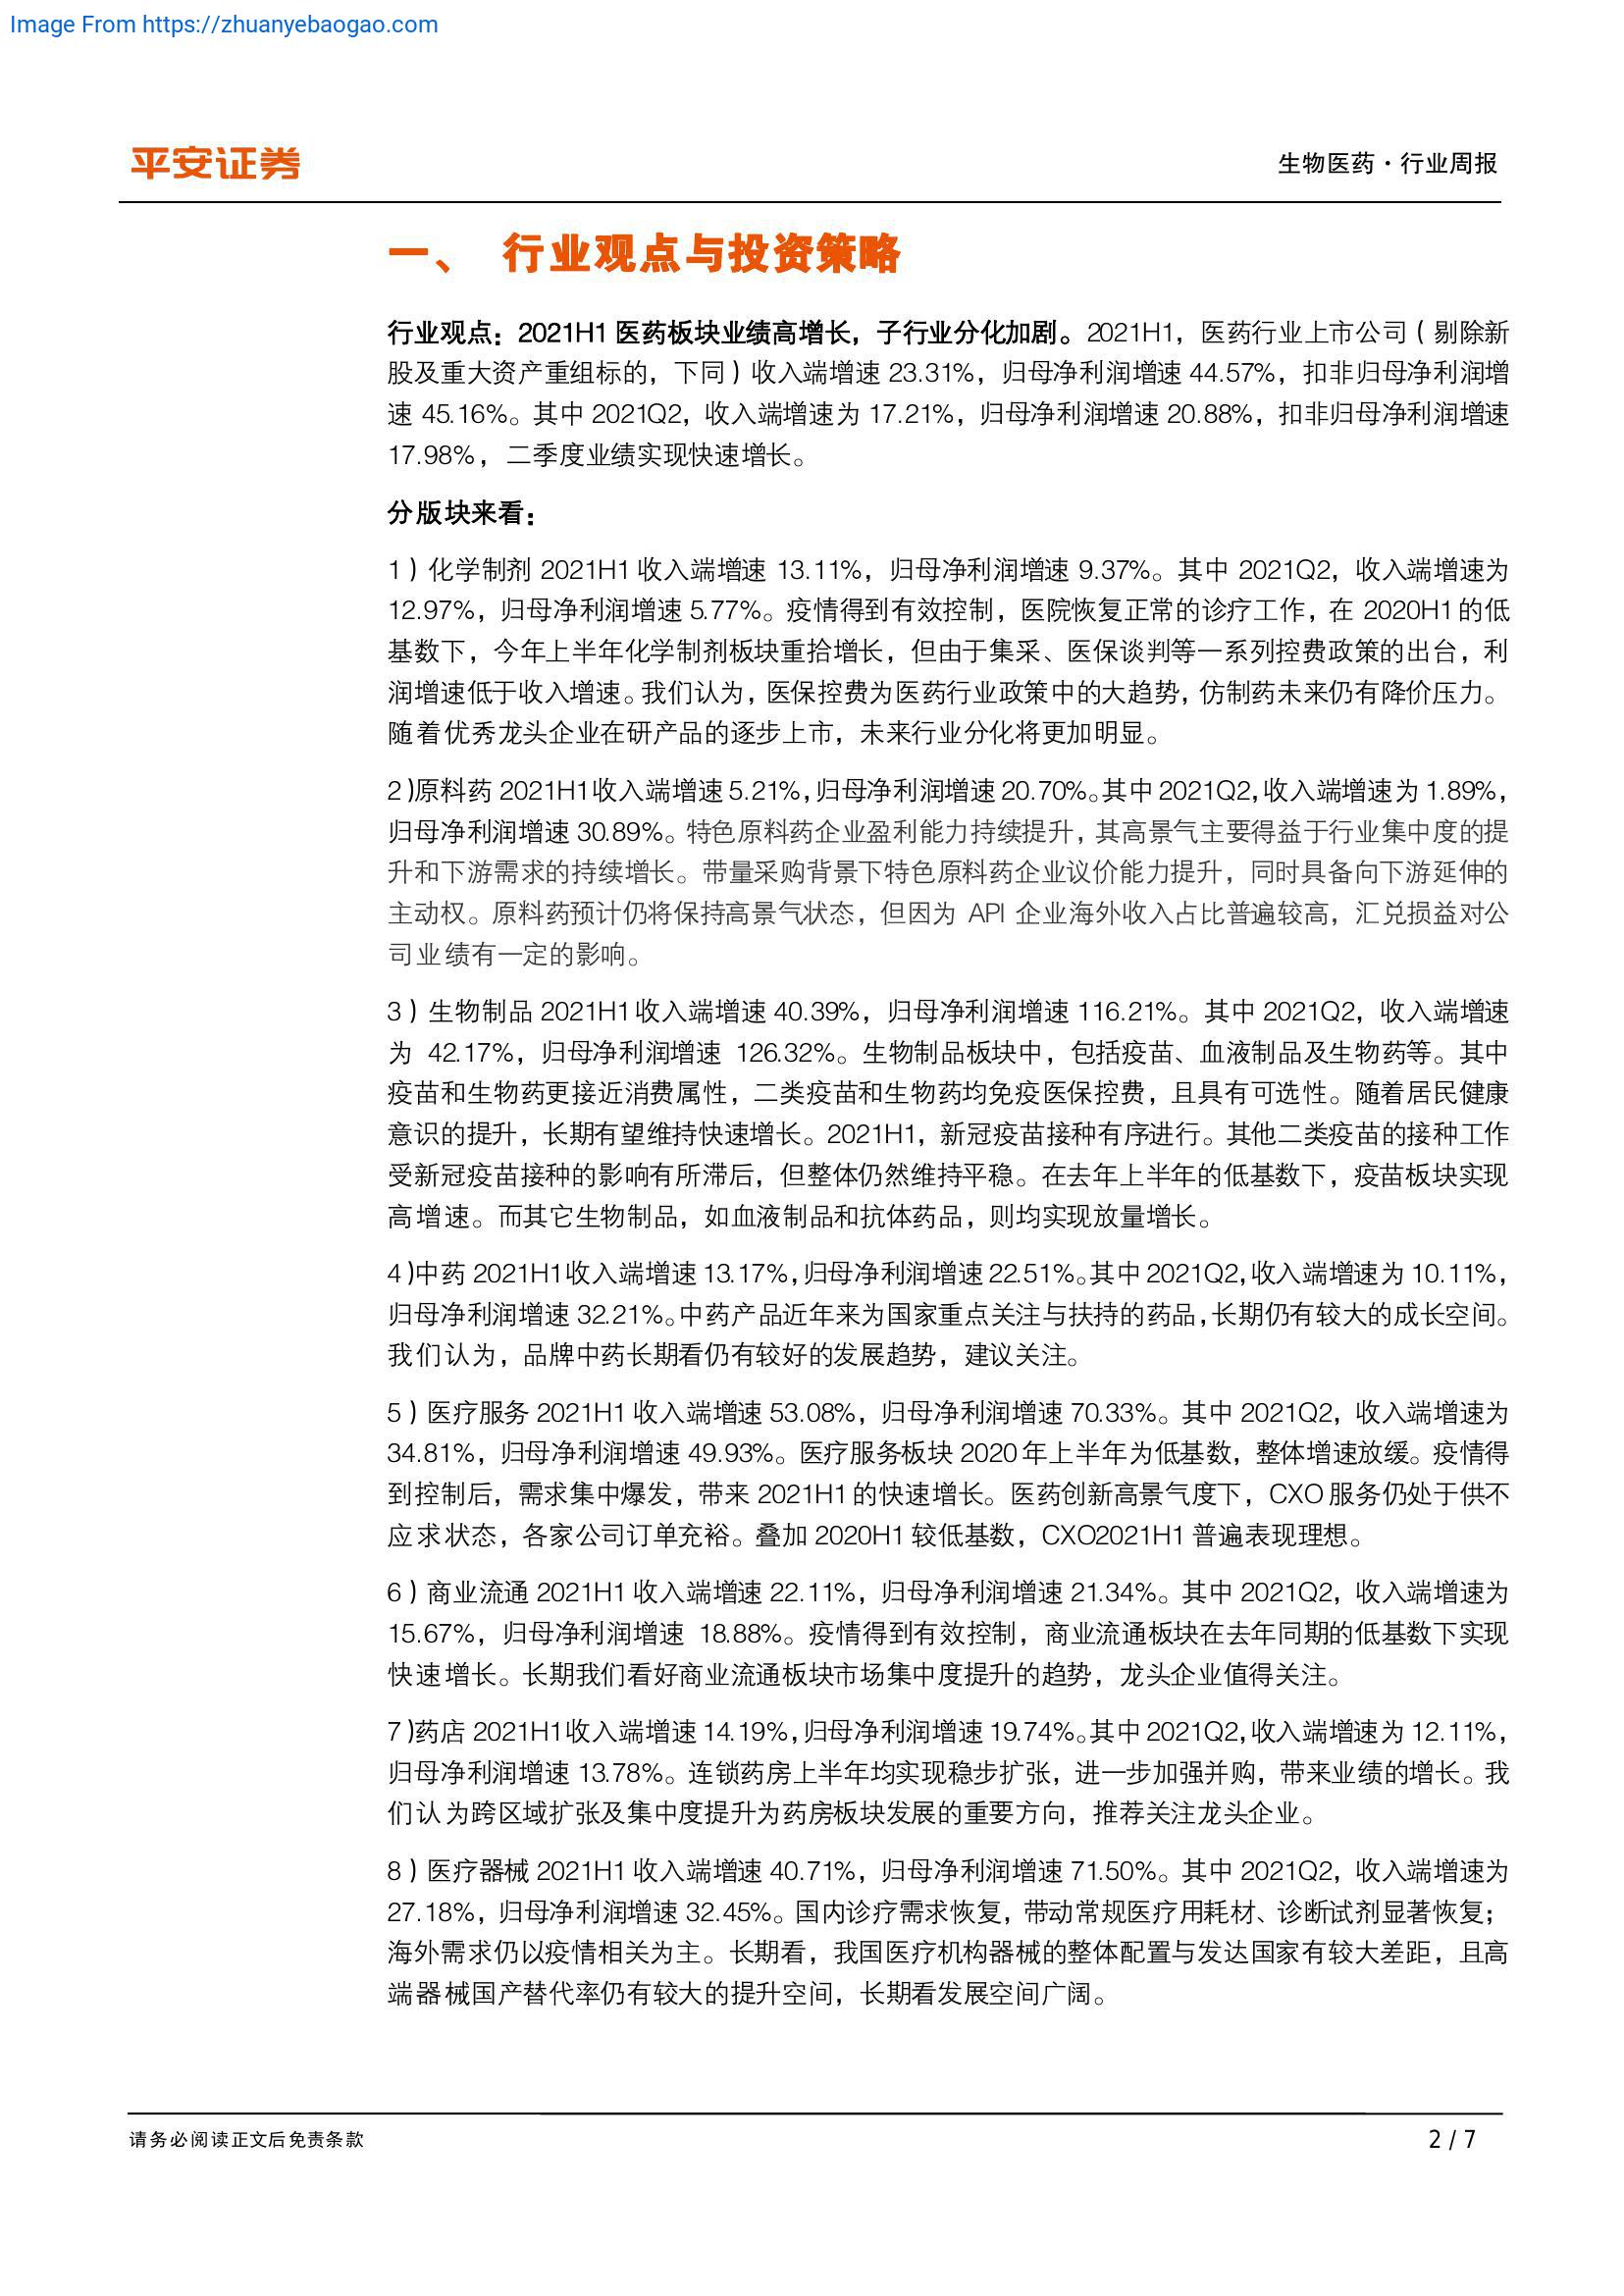 Image From https://zhuanyebaogao.com
平安证券
生物医药·行业周报
一、 行业观点与投资策略
行业观点：2021H1 医药板块业绩高增长，子行业分化加剧。2021H1，医药行业上市公司（剔除新
股及重大资产重组标的，下同）收入端增速 23.31%，归母净利润增速 44.57%，扣非归母净利润增
速 45.16%。其中 2021Q2，收入端增速为 17.21%，归母净利润增速 20.88%，扣非归母净利润增速
17.98%，二季度业绩实现快速增长。
分版块来看：
1）化学制剂 2021H1 收入端增速 13.11%，归母净利润增速 9.37%。其中 2021Q2，收入端增速为
12.97%，归母净利润增速 5.77%。疫情得到有效控制，医院恢复正常的诊疗工作，在 2020H1 的低
基数下，今年上半年化学制剂板块重拾增长，但由于集采、医保谈判等一系列控费政策的出台，利
润增速低于收入增速。我们认为，医保控费为医药行业政策中的大趋势，仿制药未来仍有降价压力。
随着优秀龙头企业在研产品的逐步上市，未来行业分化将更加明显。
2）原料药 2021H1 收入端增速 5.21%，归母净利润增速 20.70%。其中 2021Q2，收入端增速为 1.89%，
归母净利润增速 30.89%。特色原料药企业盈利能力持续提升，其高景气主要得益于行业集中度的提
升和下游需求的持续增长。带量采购背景下特色原料药企业议价能力提升，同时具备向下游延伸的
主动权。原料药预计仍将保持高景气状态，但因为 API 企业海外收入占比普遍较高，汇兑损益对公
司业绩有一定的影响。
3）生物制品 2021H1 收入端增速 40.39%，归母净利润增速 116.21%。其中 2021Q2，收入端增速
为 42.17%，归母净利润增速 126.32%。生物制品板块中，包括疫苗、血液制品及生物药等。其中
疫苗和生物药更接近消费属性，二类疫苗和生物药均免疫医保控费，且具有可选性。随着居民健康
意识的提升，长期有望维持快速增长。2021H1，新冠疫苗接种有序进行。其他二类疫苗的接种工作
受新冠疫苗接种的影响有所滞后，但整体仍然维持平稳。在去年上半年的低基数下，疫苗板块实现
高增速。而其它生物制品，如血液制品和抗体药品，则均实现放量增长。
4）中药 2021H1 收入端增速 13.17%，归母净利润增速 22.51%。其中 2021Q2，收入端增速为 10.11%，
归母净利润增速 32.21%。中药产品近年来为国家重点关注与扶持的药品，长期仍有较大的成长空间。
我们认为，品牌中药长期看仍有较好的发展趋势，建议关注。
5）医疗服务 2021H1 收入端增速 53.08%，归母净利润增速 70.33%。其中 2021Q2，收入端增速为
34.81%，归母净利润增速 49.93%。医疗服务板块 2020 年上半年为低基数，整体增速放缓。疫情得
到控制后，需求集中爆发，带来 2021H1 的快速增长。医药创新高景气度下，CXO 服务仍处于供不
应求状态，各家公司订单充裕。叠加 2020H1 较低基数，CXO2021H1 普遍表现理想。
6）商业流通 2021H1 收入端增速 22.11%，归母净利润增速 21.34%。其中 2021Q2，收入端增速为
15.67%，归母净利润增速 18.88%。疫情得到有效控制，商业流通板块在去年同期的低基数下实现
快速增长。长期我们看好商业流通板块市场集中度提升的趋势，龙头企业值得关注。
7）药店 2021H1 收入端增速 14.19%，归母净利润增速 19.74%。其中 2021Q2，收入端增速为 12.11%，
归母净利润增速 13.78%。连锁药房上半年均实现稳步扩张，进一步加强并购，带来业绩的增长。我
们认为跨区域扩张及集中度提升为药房板块发展的重要方向，推荐关注龙头企业。
8）医疗器械 2021H1 收入端增速 40.71%，归母净利润增速 71.50%。其中 2021Q2，收入端增速为
27.18%，归母净利润增速 32.45%。国内诊疗需求恢复，带动常规医疗用耗材、诊断试剂显著恢复；
海外需求仍以疫情相关为主。长期看，我国医疗机构器械的整体配置与发达国家有较大差距，且高
端器械国产替代率仍有较大的提升空间，长期看发展空间广阔。
请务必阅读正文后免责条款
2 / 7